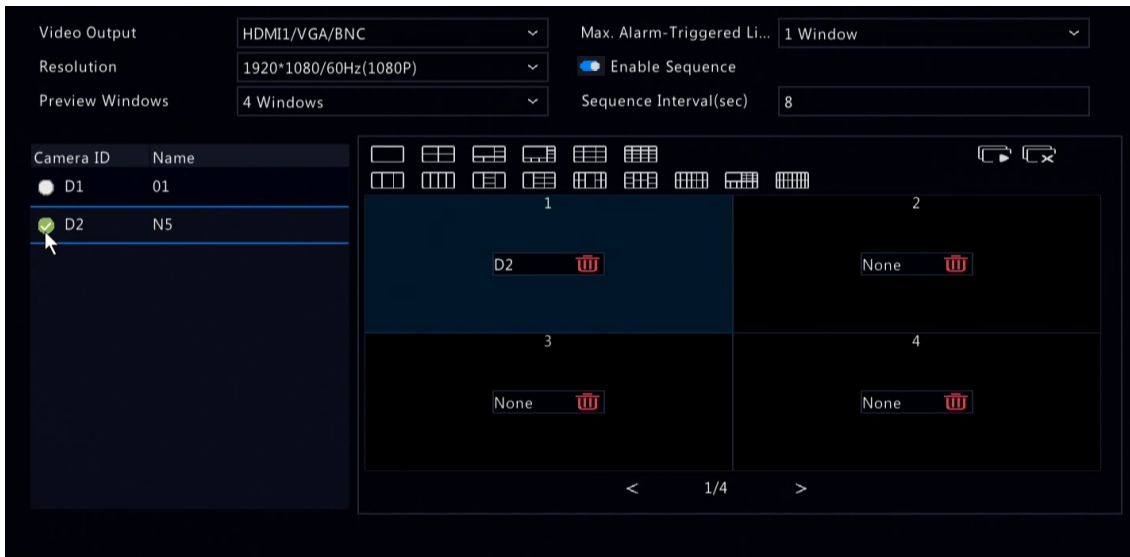 Video Output HDMI1/VGA/BNC Max. Alarm-Triggered Li... 1 Window
Resolution 1920*1080/60Hz(1080P) Enable Sequence
Preview Windows 4 Windows Sequence Interval(sec) 8
Camera ID Name
D1 01
D2 N5
1 2
D2 None
3 4
None None
< 1/4 >